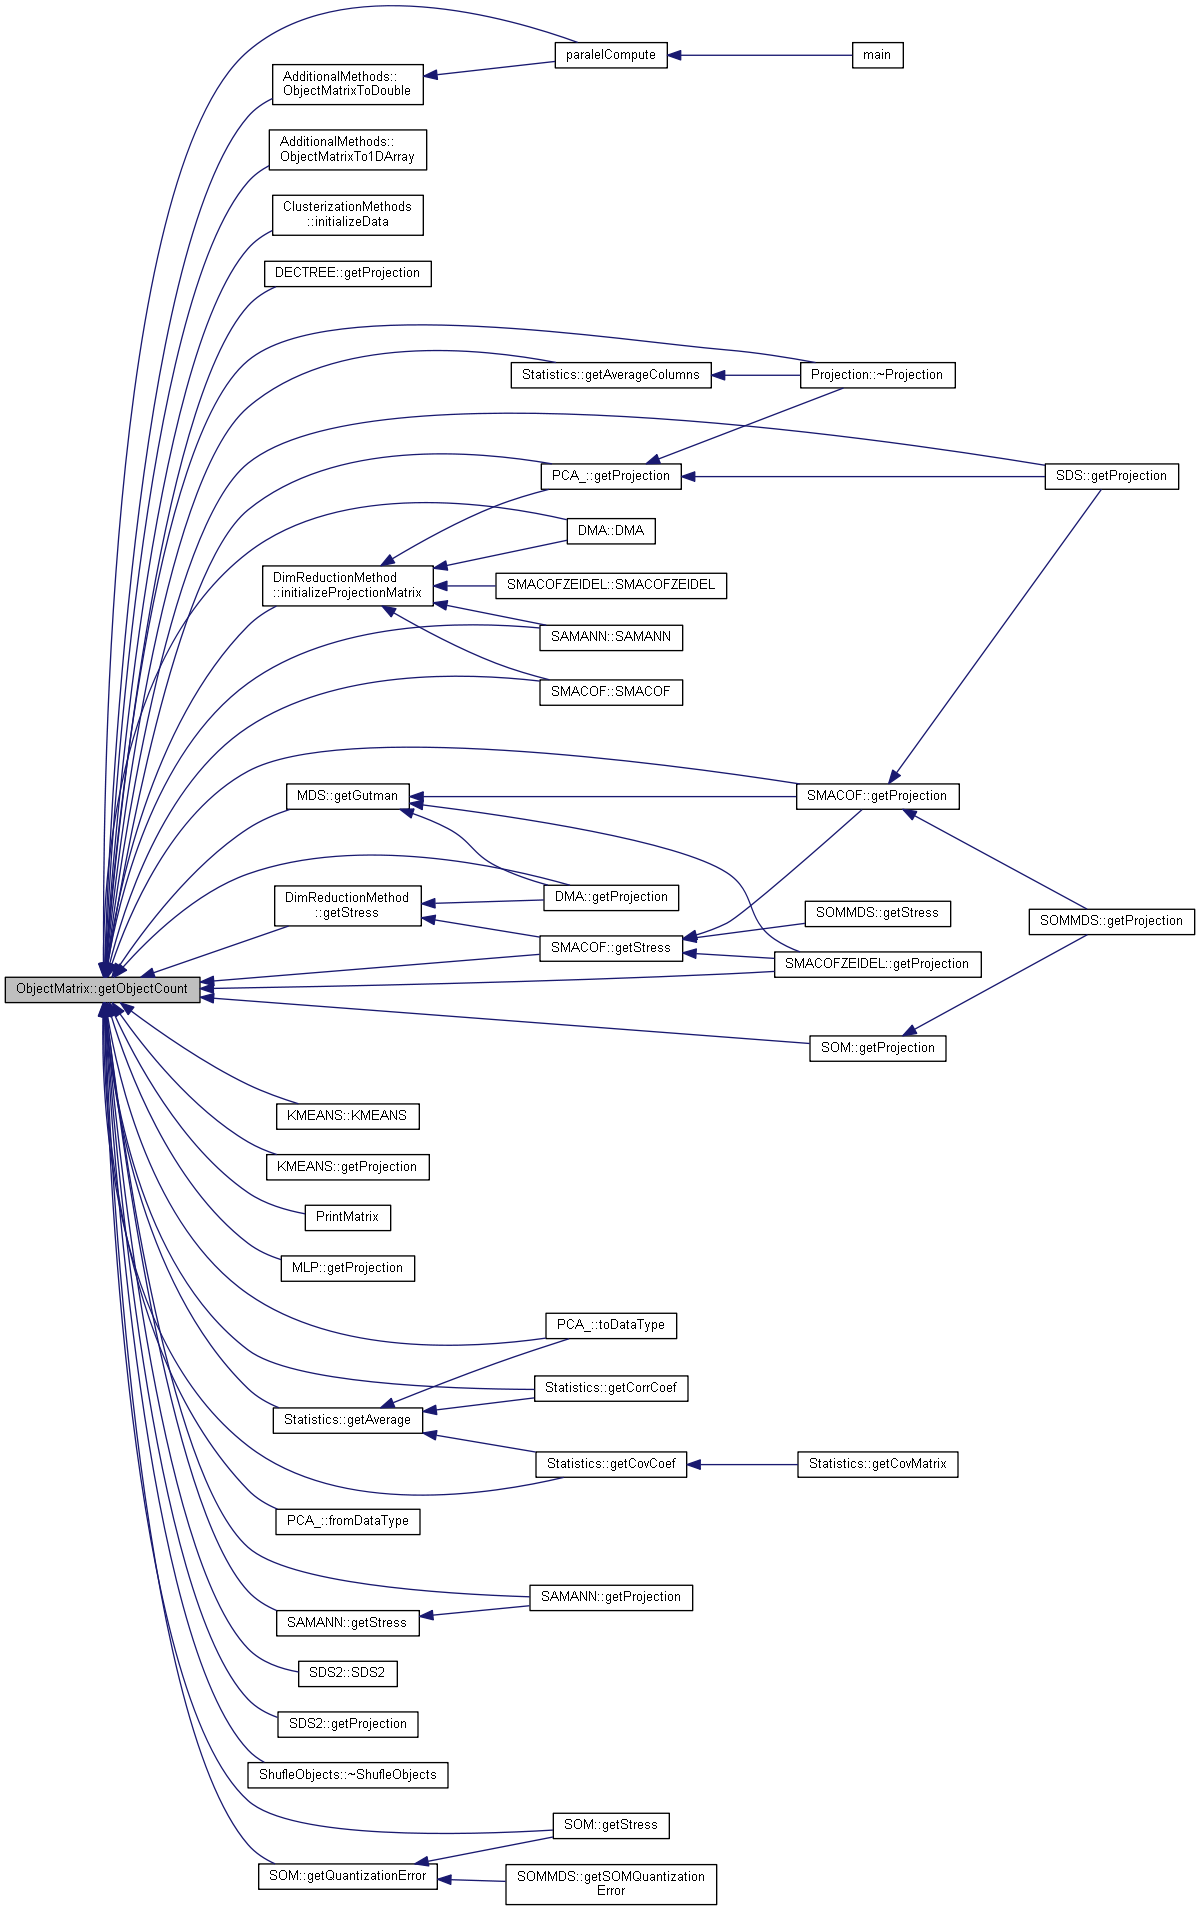 paralelCompute
main
AdditionalMethods::
ObjectMatrixToDouble
AdditionalMethods::
ObjectMatrixTo1DArray
ClusterizationMethods
::initializeData
DECTREE::getProjection
Statistics::getAverageColumns
Projection::~Projection
PCA_::getProjection
SDS::getProjection
DMA::DMA
DimReductionMethod
::initializeProjectionMatrix
SMACOFZEIDEL::SMACOFZEIDEL
SAMANN::SAMANN
SMACOF::SMACOF
MDS::getGutman
SMACOF::getProjection
DimReductionMethod
::getStress
DMA::getProjection
SOMMDS::getStress
SOMMDS::getProjection
SMACOF::getStress
SMACOFZEIDEL::getProjection
ObjectMatrix::getObjectCount
SOM::getProjection
KMEANS::KMEANS
KMEANS::getProjection
PrintMatrix
MLP::getProjection
PCA_::toDataType
Statistics::getCorrCoef
Statistics::getAverage
Statistics::getCovCoef
Statistics::getCovMatrix
PCA_::fromDataType
SAMANN::getProjection
SAMANN::getStress
SDS2::SDS2
SDS2::getProjection
ShufleObjects::~ShufleObjects
SOM::getStress
SOM::getQuantizationError
SOMMDS::getSOMQuantization
Error